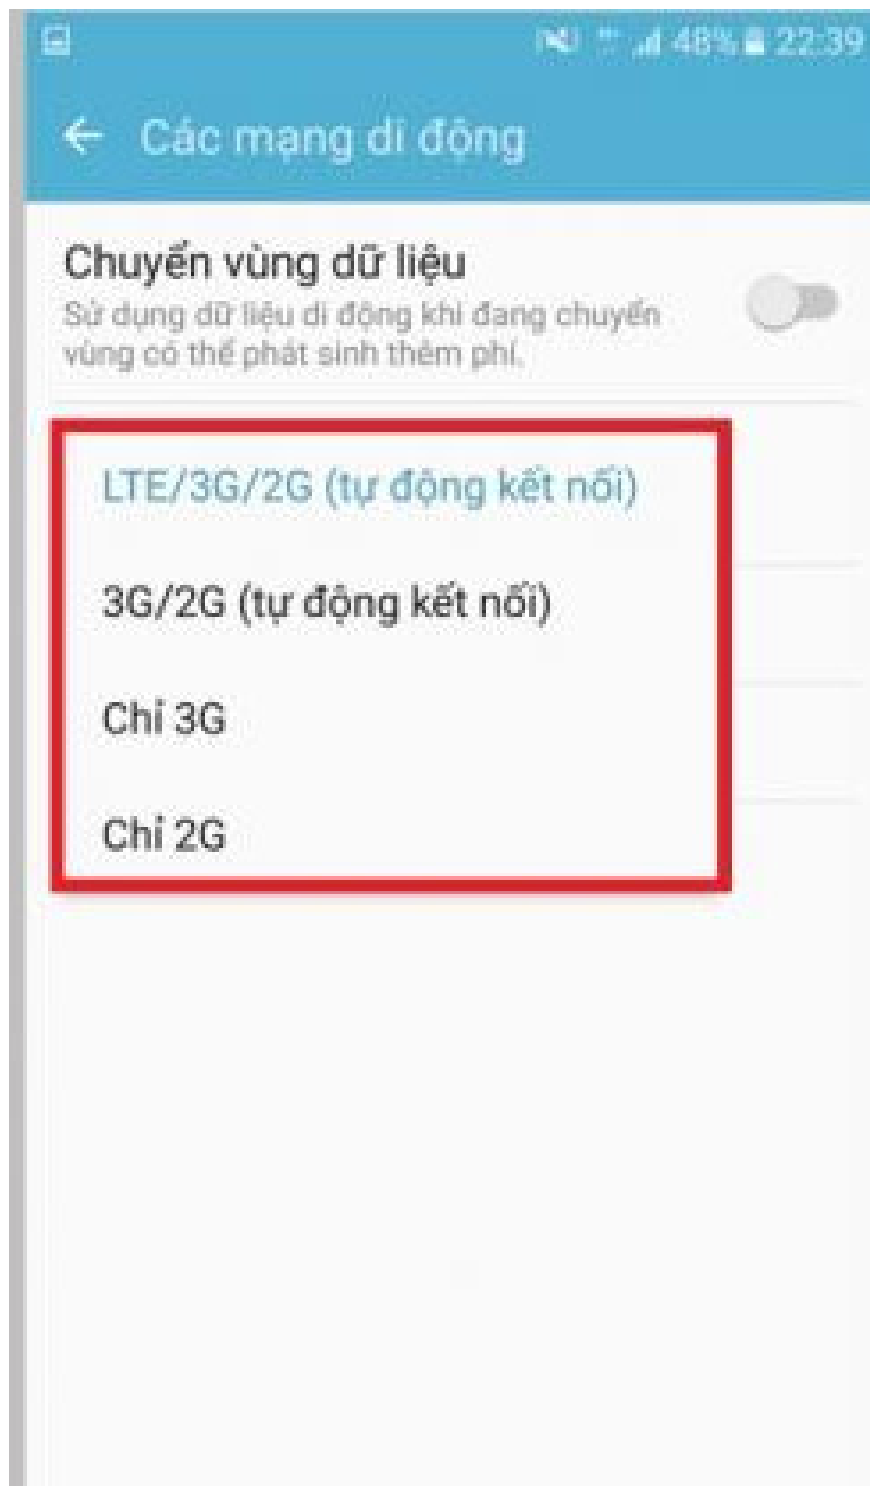 48% 22:39
Các mạng di động
Chuyển vùng dữ liệu
Sử dụng dữ liệu di động khi đang chuyển
vùng có thể phát sinh thêm phí.
LTE/3G/2G (tự động kết nối)
3G/2G (tự động kết nối)
Chỉ 3G
Chỉ 2G